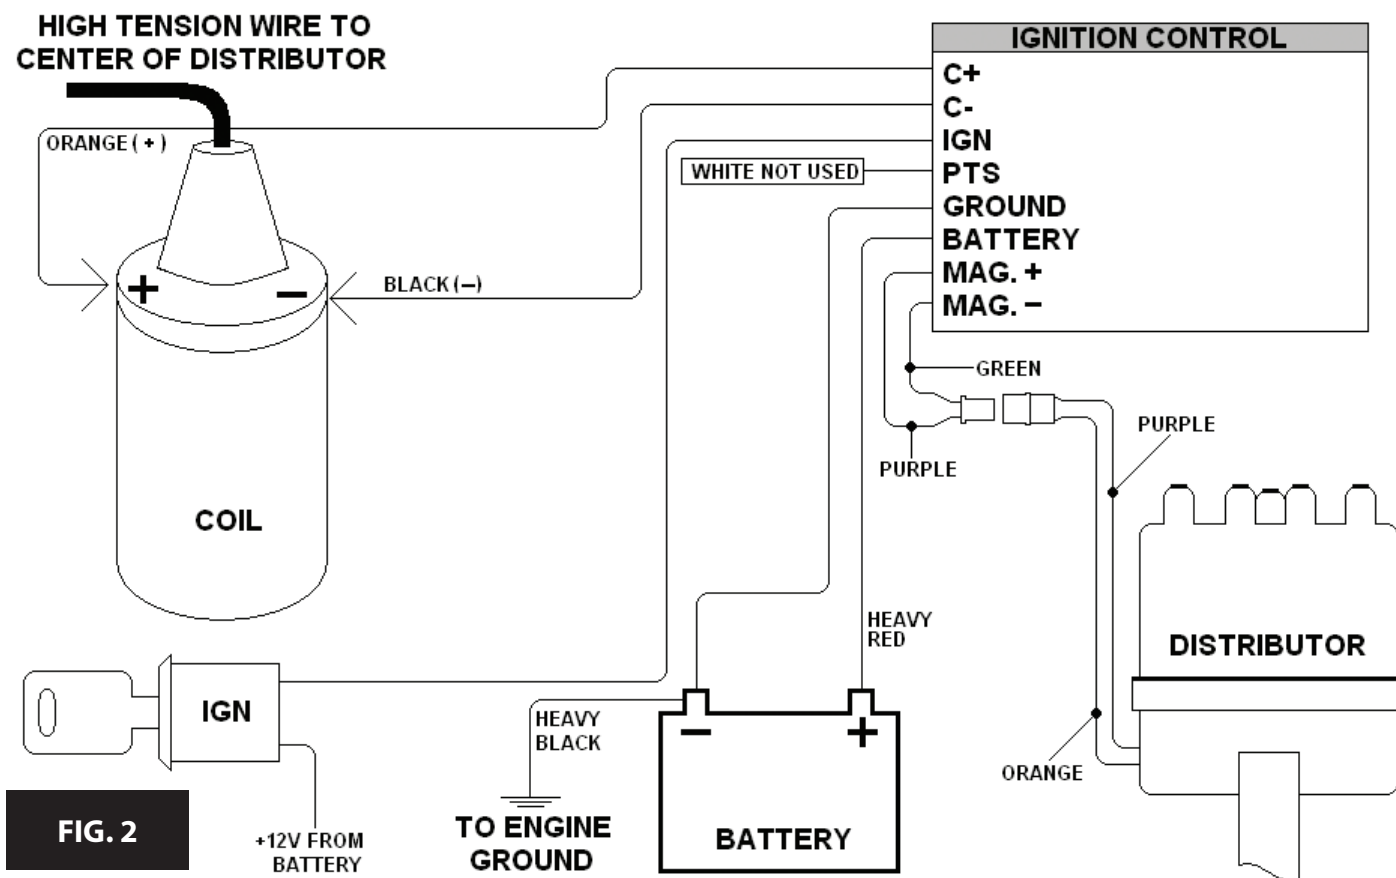 HIGH TENSION WIRE TO
CENTER OF DISTRIBUTOR
IGNITION CONTROL
C+
C-
IGN
PTS
GROUND
BATTERY
MAG. +
MAG. −
ORANGE ( + )
WHITE NOT USED
BLACK (−)
+
−
GREEN
PURPLE
PURPLE
COIL
HEAVY
RED
DISTRIBUTOR
IGN
HEAVY
BLACK
−
+
ORANGE
FIG. 2
+12V FROM
BATTERY
TO ENGINE
GROUND
BATTERY